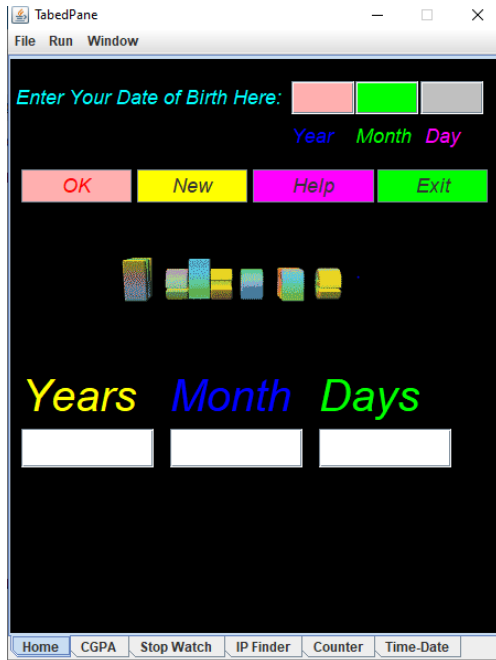 TabedPane
File Run Window
Enter Your Date of Birth Here:
Year Month Day
OK New Help Exit
Years Month Days
Home CGPA Stop Watch IP Finder Counter Time-Date